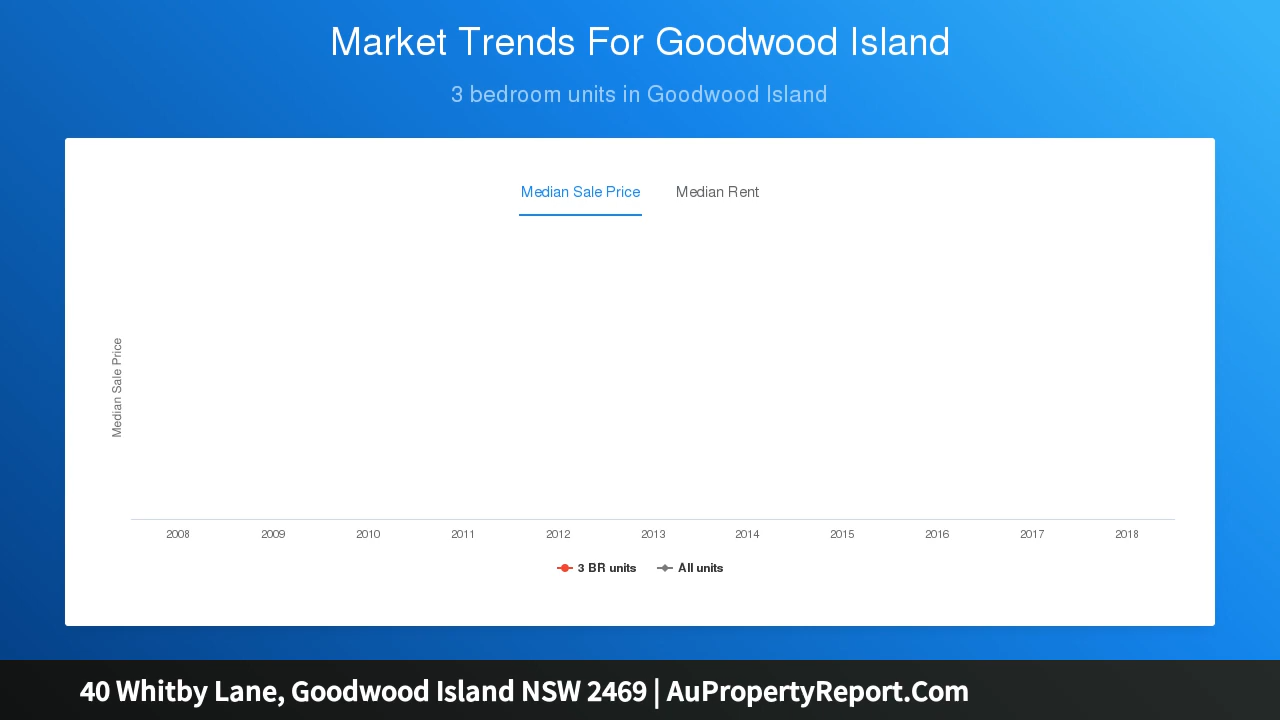 Market Trends For Goodwood Island
3 bedroom units in Goodwood Island
Median Sale Price Median Rent
Median Sale Price
2008 2009 2010 2011 2012 2013 2014 2015 2016 2017 2018
3 BR units All units
40 Whitby Lane, Goodwood Island NSW 2469 | AuPropertyReport.Com